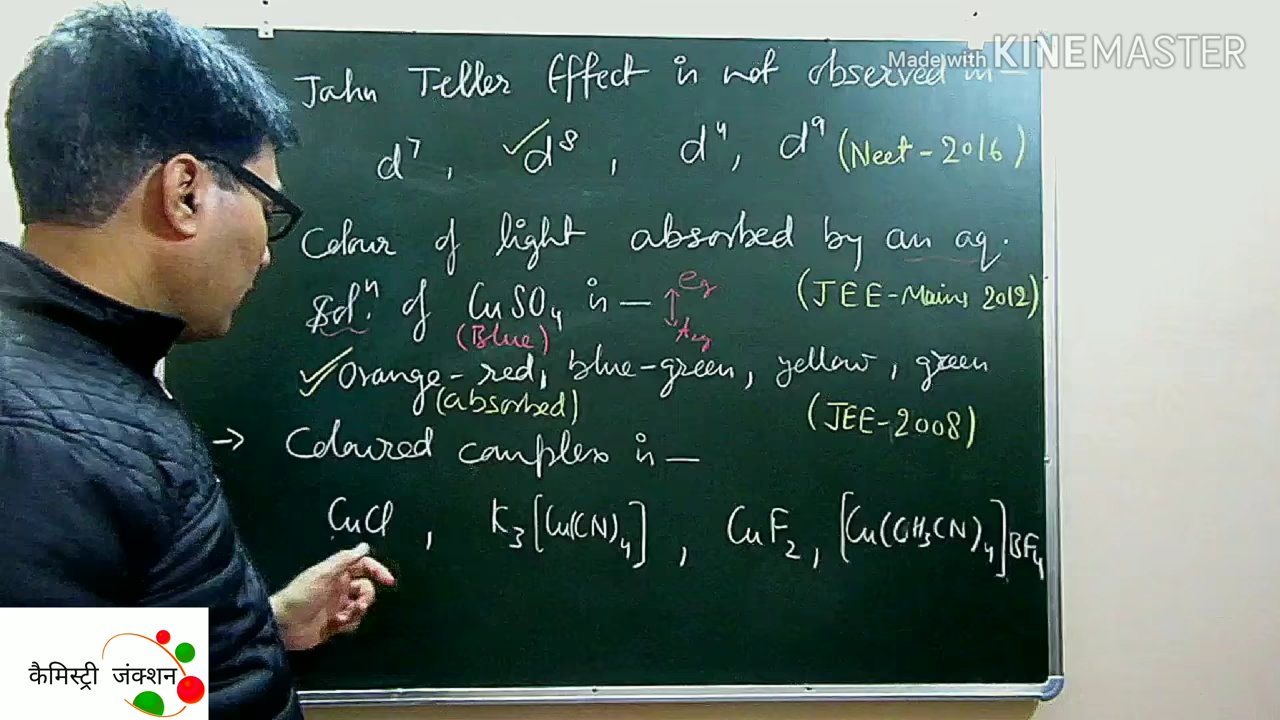 Made with KINEMASTER
Jahn Teller Effect is not observed in -
d⁷, ✓d⁸, d⁴, d⁹ (Neet - 2016)
Colour of light absorbed by an aq.
solⁿ. of CuSO₄ is - eg
(Blue) ↕ t₂g (JEE - Mains 2012)
✓ Orange - red, blue - green, yellow, green
(absorbed) (JEE - 2008)
→ Coloured complex is -
CuCl, K₃[Cu(CN)₄], CuF₂, [Cu(CH₃CN)₄]BF₄
कैमिस्ट्री जंक्शन